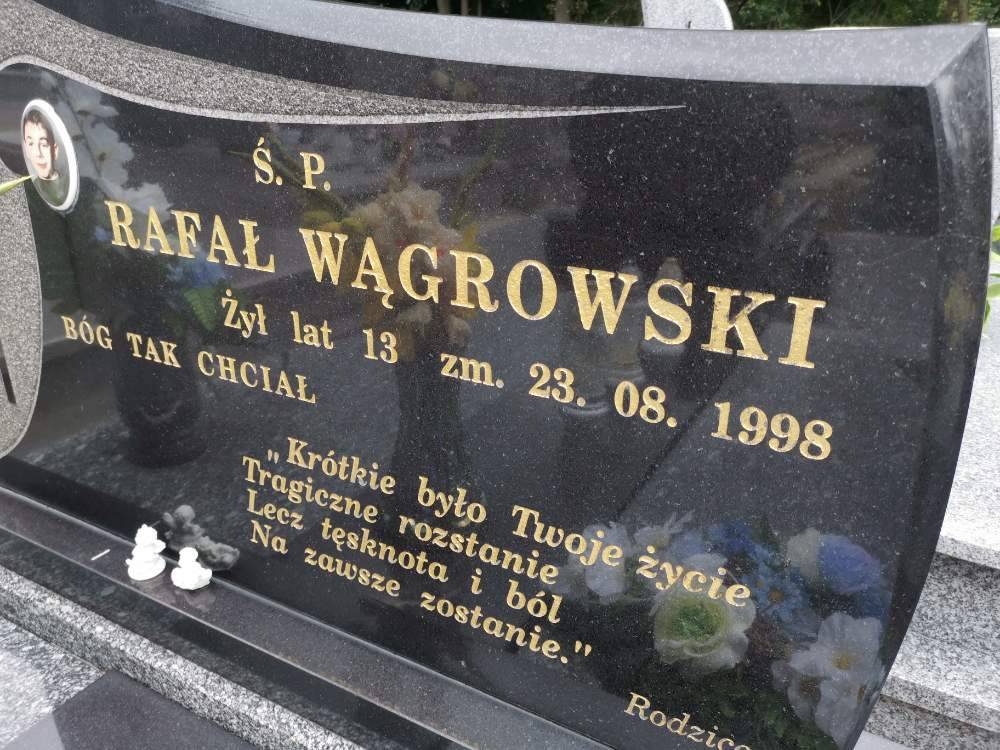 Ś. P.
RAFAŁ WĄGROWSKI
Żył lat 13 zm. 23. 08. 1998
BÓG TAK CHCIAŁ
„Krótkie było Twoje życie
Tragiczne rozstanie
Lecz tęsknota i ból
Na zawsze zostanie."
Rodzice